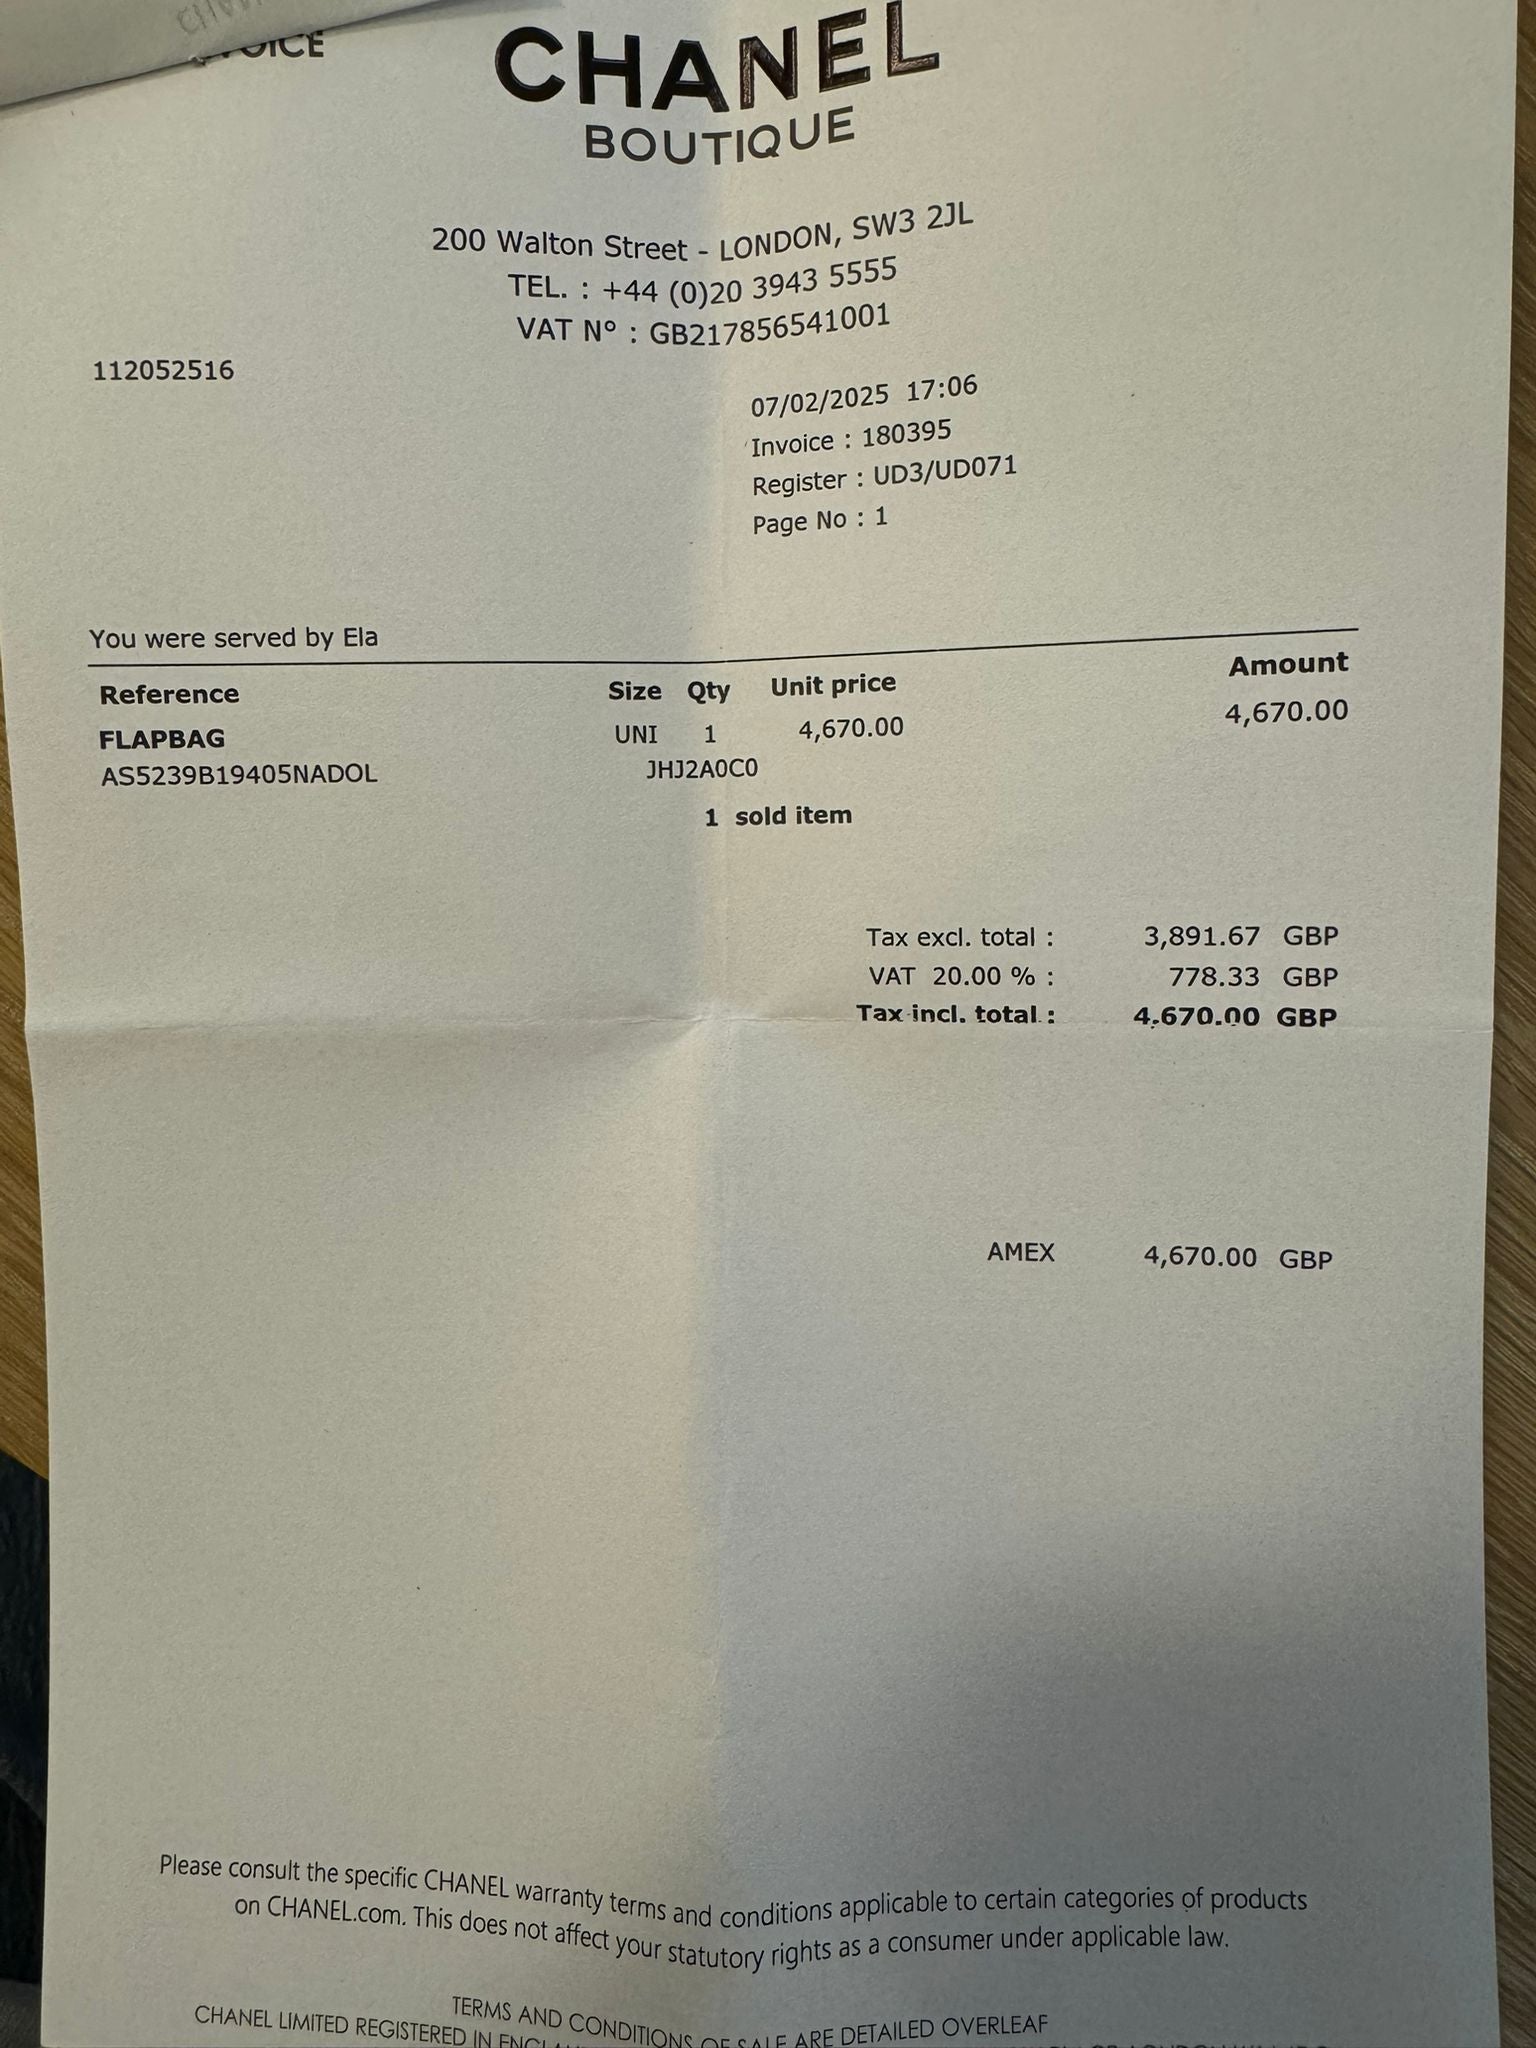 CHANEL
BOUTIQUE
200 Walton Street - LONDON, SW3 2JL
TEL. : +44 (0)20 3943 5555
VAT N° : GB217856541001
112052516
07/02/2025 17:06
Invoice : 180395
Register : UD3/UD071
Page No : 1
You were served by Ela
Reference Size Qty Unit price Amount
FLAPBAG UNI 1 4,670.00 4,670.00
AS5239B19405NADOL JHJ2A0C0
1 sold item
Tax excl. total : 3,891.67 GBP
VAT 20.00 % : 778.33 GBP
Tax incl. total : 4,670.00 GBP
AMEX 4,670.00 GBP
Please consult the specific CHANEL warranty terms and conditions applicable to certain categories of products
on CHANEL.com. This does not affect your statutory rights as a consumer under applicable law.
TERMS AND CONDITIONS OF SALE ARE DETAILED OVERLEAF
CHANEL LIMITED REGISTERED IN